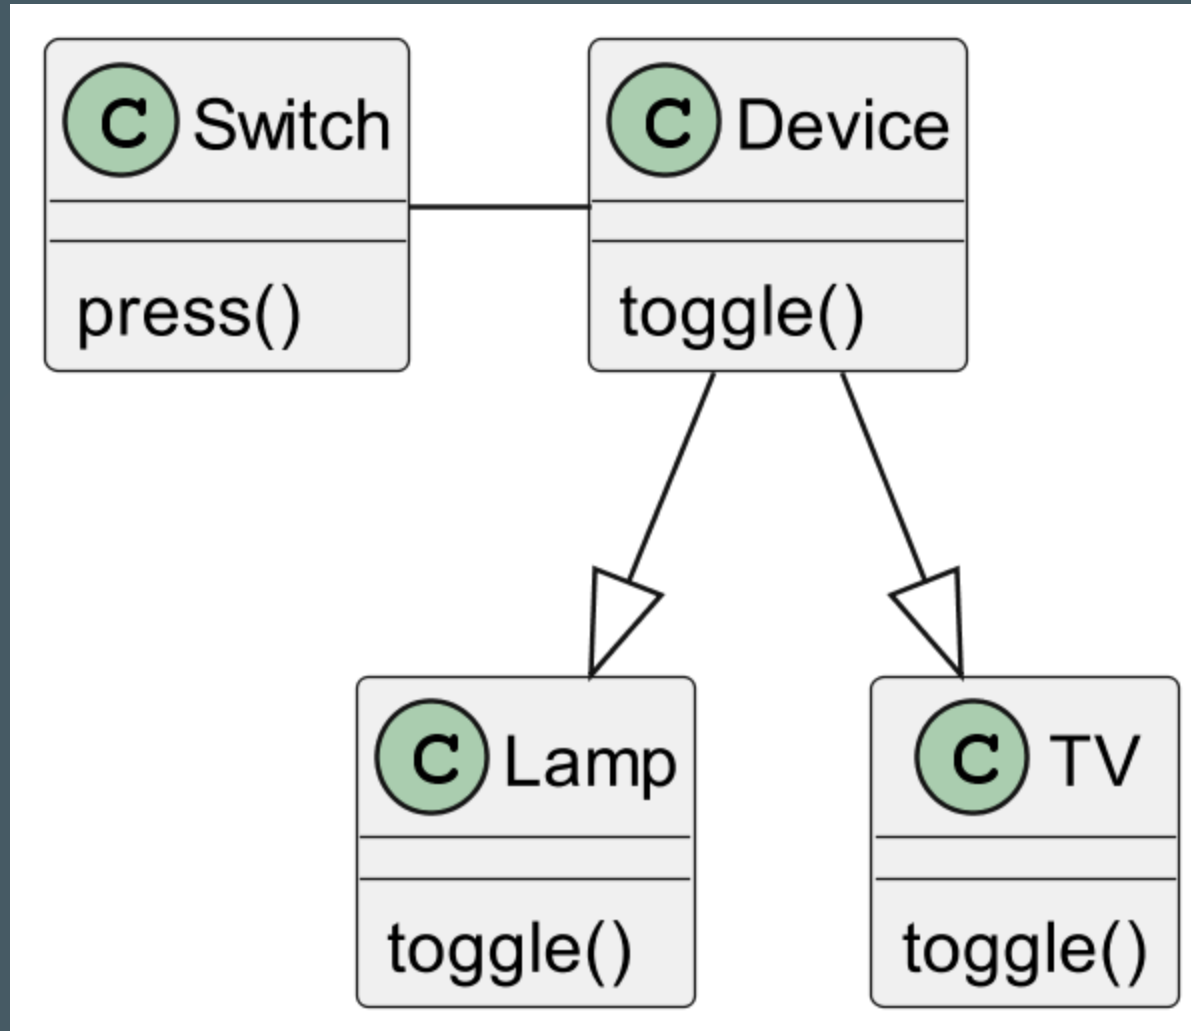 C Switch
press()
C Device
toggle()
C Lamp
toggle()
C TV
toggle()